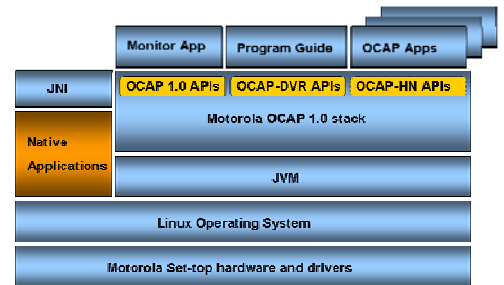 Monitor App
Program Guide
OCAP Apps
JNI
OCAP 1.0 APIs
OCAP-DVR APIs
OCAP-HN APIs
Motorola OCAP 1.0 stack
Native
Applications
JVM
Linux Operating System
Motorola Set-top hardware and drivers